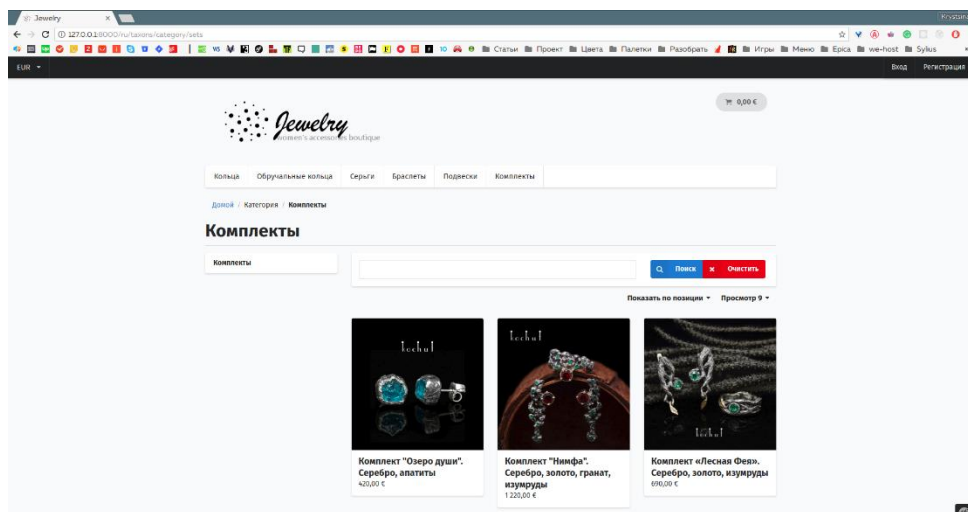 Jewelry
Krystsina
127.0.0.1:8000/ru/taxons/category/sets
Статьи Проект Цвета Палетки Разобрать Игры Меню Epica we-host Sylius
EUR Вход Регистрация
0,00 €
Jewelry
women's accessories boutique
Кольца Обручальные кольца Серьги Браслеты Подвески Комплекты
Домой / Категория / Комплекты
Комплекты
Комплекты
Поиск Очистить
Показать по позиции Просмотр 9
Комплект "Озеро души".
Серебро, апатиты
420,00 €
Комплект "Нимфа".
Серебро, золото, гранат,
изумруды
1 220,00 €
Комплект «Лесная Фея».
Серебро, золото, изумруды
690,00 €